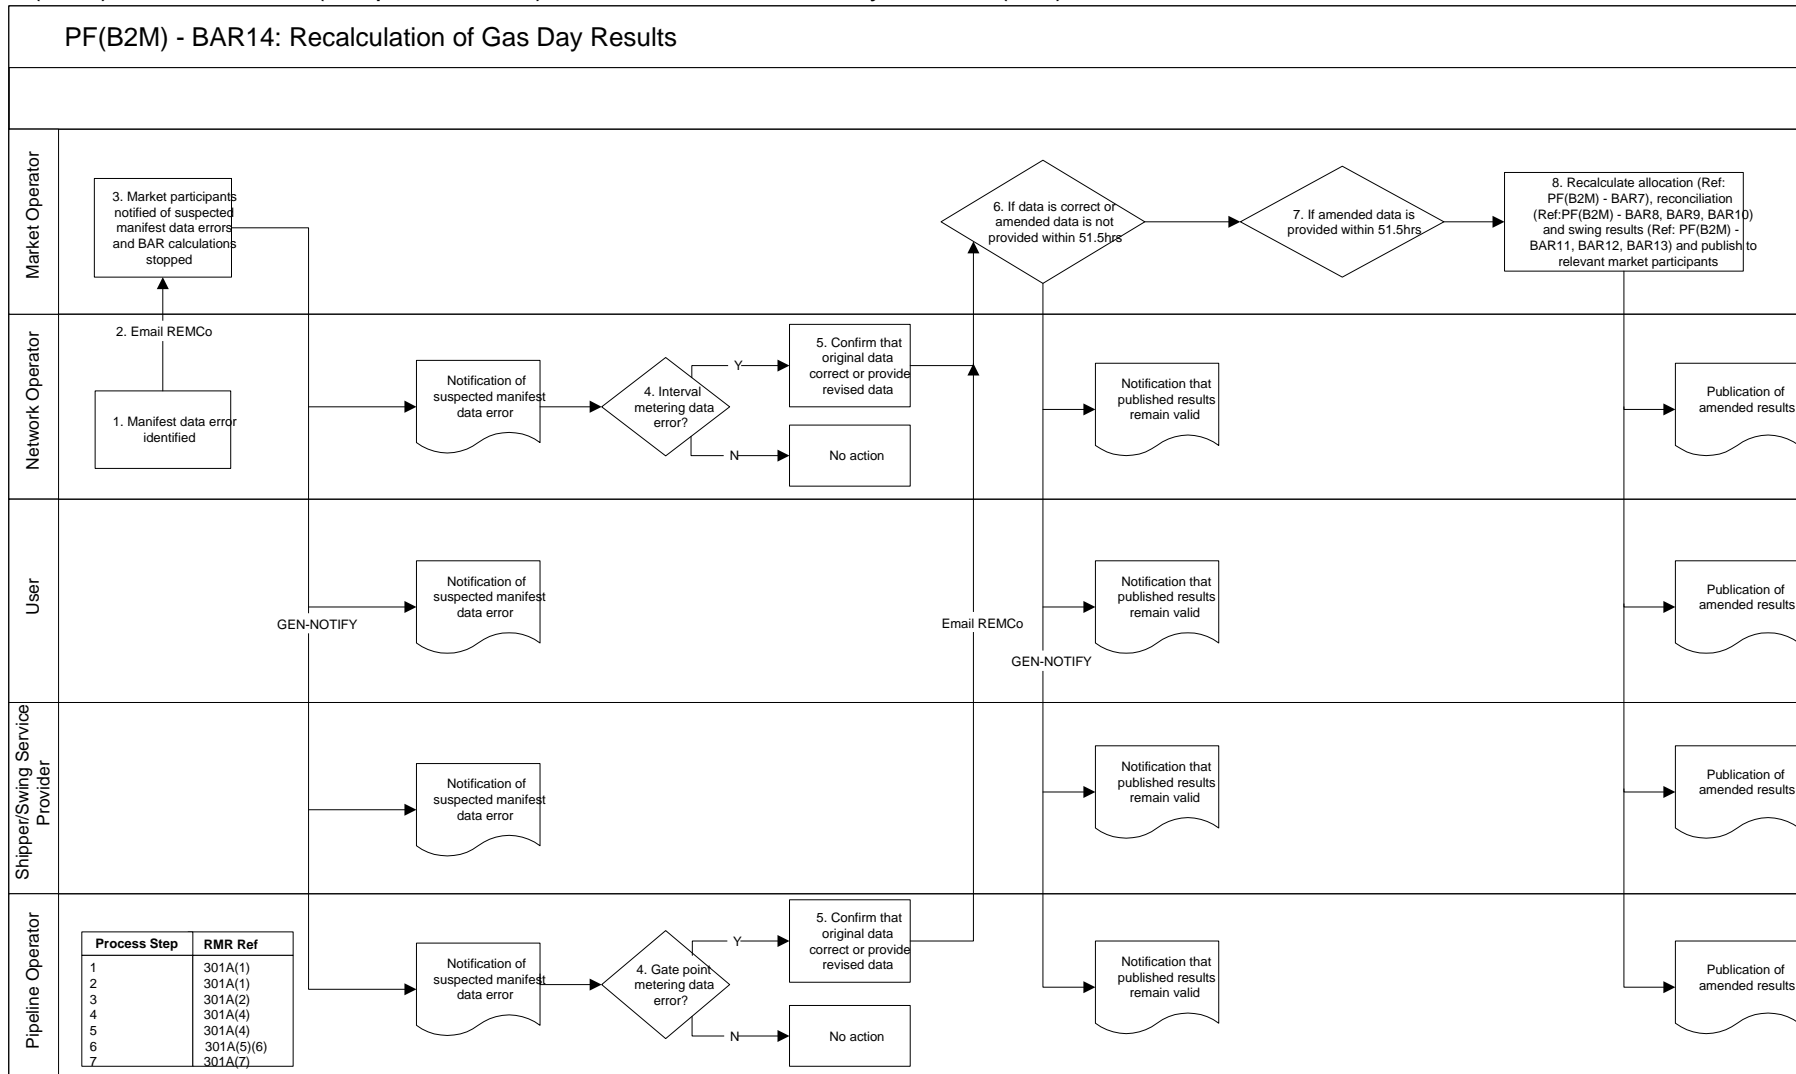 PF(B2M) - BAR14: Recalculation of Gas Day Results
Market Operator
3. Market participants
notified of suspected
manifest data errors
and BAR calculations
stopped
6. If data is correct or
amended data is not
provided within 51.5hrs
7. If amended data is
provided within 51.5hrs
8. Recalculate allocation (Ref:
PF(B2M) - BAR7), reconciliation
(Ref:PF(B2M) - BAR8, BAR9, BAR10)
and swing results (Ref: PF(B2M) -
BAR11, BAR12, BAR13) and publish to
relevant market participants
Network Operator
2. Email REMCo
1. Manifest data error
identified
Notification of
suspected manifest
data error
4. Interval
metering data
error?
Y
N
5. Confirm that
original data
correct or provide
revised data
No action
Notification that
published results
remain valid
Publication of
amended results
User
GEN-NOTIFY
Notification of
suspected manifest
data error
Email REMCo
GEN-NOTIFY
Notification that
published results
remain valid
Publication of
amended results
Shipper/Swing Service
Provider
Notification of
suspected manifest
data error
Notification that
published results
remain valid
Publication of
amended results
Pipeline Operator
Process Step RMR Ref
1 301A(1)
2 301A(1)
3 301A(2)
4 301A(4)
5 301A(4)
6 301A(5)(6)
7 301A(7)
Notification of
suspected manifest
data error
4. Gate point
metering data
error?
Y
N
5. Confirm that
original data
correct or provide
revised data
No action
Notification that
published results
remain valid
Publication of
amended results